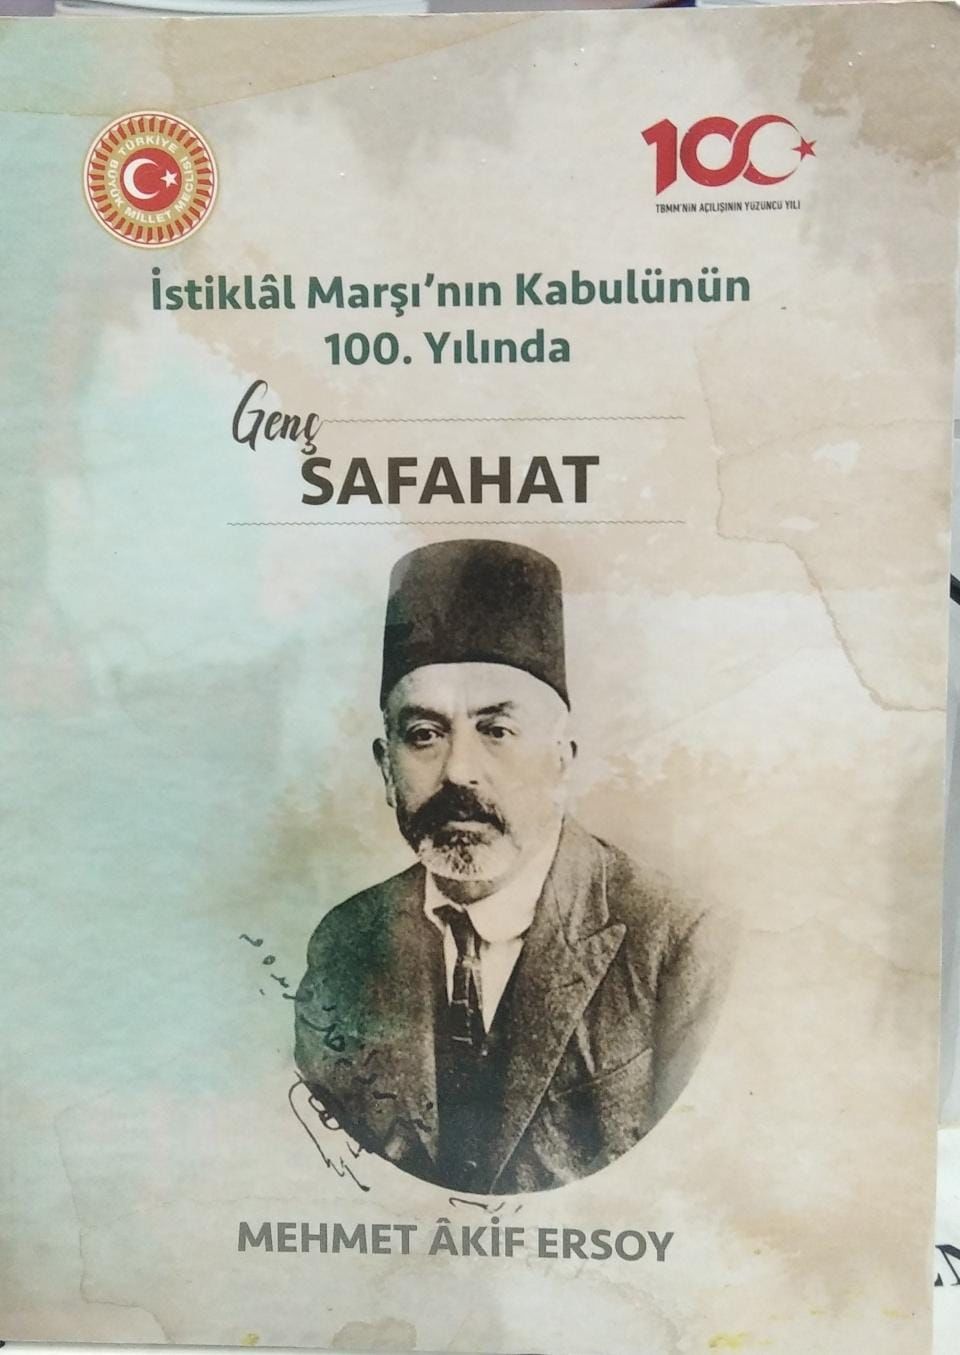 TÜRKİYE
BÜYÜK MİLLET MECLİSİ
100
TBMM'NİN AÇILIŞININ YÜZÜNCÜ YILI
İstiklâl Marşı'nın Kabulünün
100. Yılında
Genç
SAFAHAT
MEHMET ÂKİF ERSOY